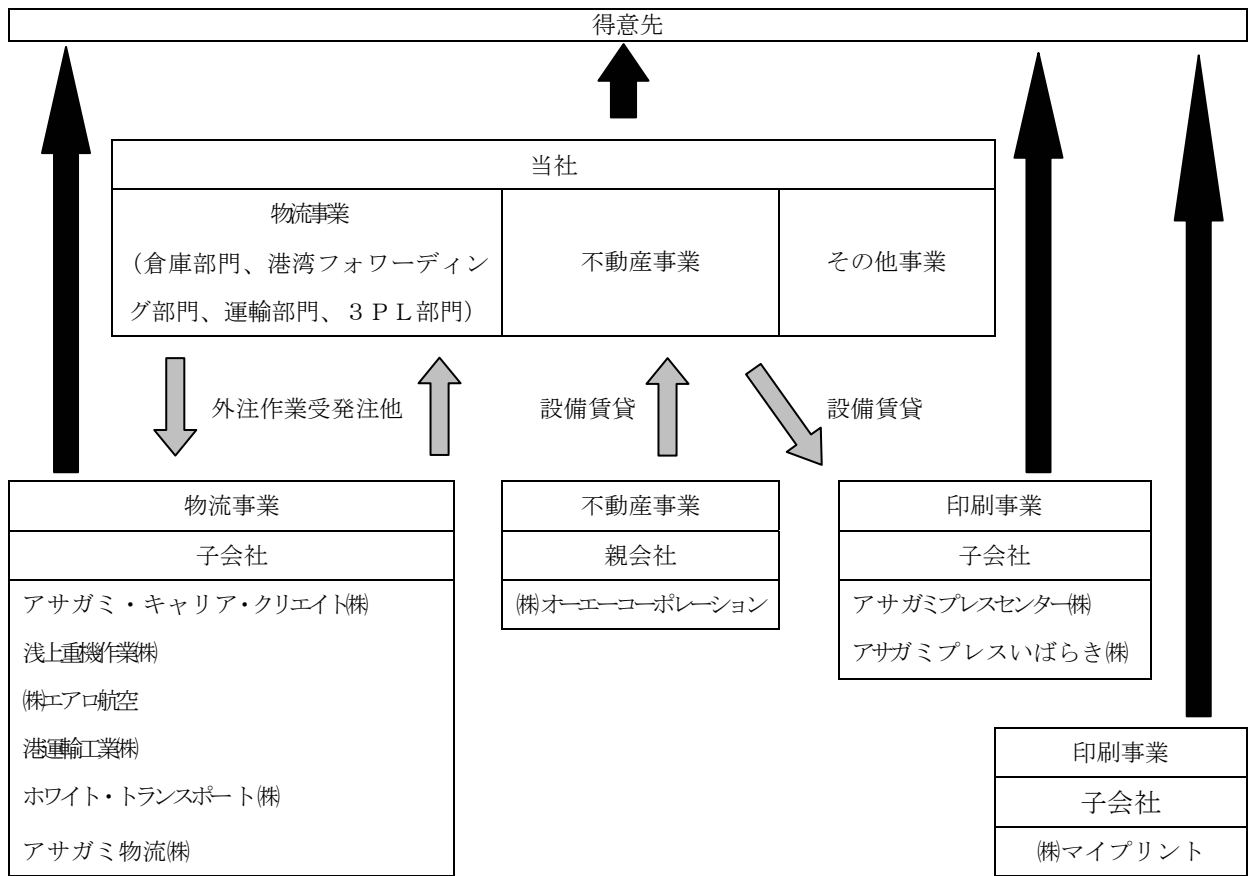 得意先
当社
物流事業
（倉庫部門、港湾フォワーディン
グ部門、運輸部門、３ＰＬ部門）
不動産事業
その他事業
外注作業受発注他
設備賃貸
設備賃貸
物流事業
子会社
アサガミ・キャリア・クリエイト㈱
浅上重機作業㈱
㈱エアロ航空
港運輸工業㈱
ホワイト・トランスポート㈱
アサガミ物流㈱
不動産事業
親会社
㈱オーエーコーポレーション
印刷事業
子会社
アサガミプレスセンター㈱
アサガミプレスいばらき㈱
印刷事業
子会社
㈱マイプリント